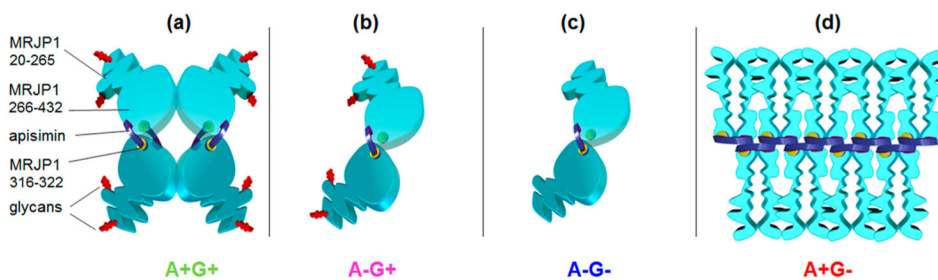 (a)
(b)
(c)
(d)
MRJP1
20-265
MRJP1
266-432
apisimin
MRJP1
316-322
glycans
A+G+
A-G+
A-G-
A+G-